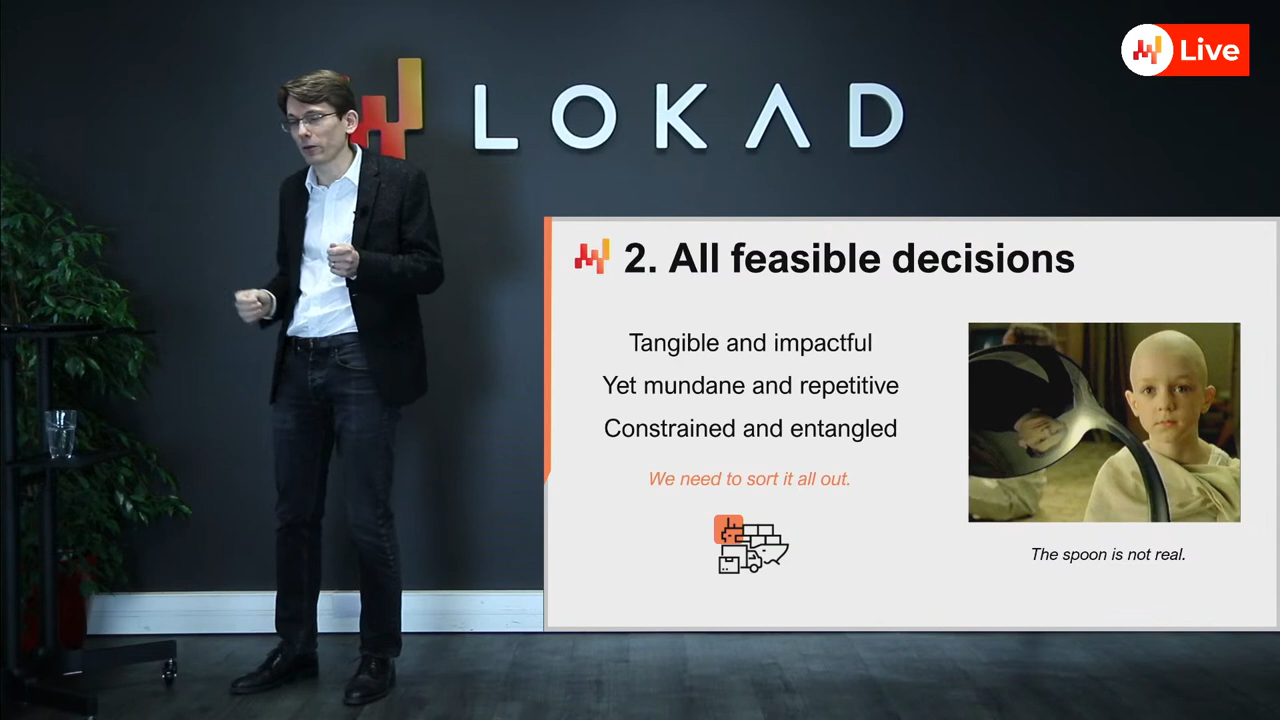 Live
LOKAD
2. All feasible decisions
Tangible and impactful
Yet mundane and repetitive
Constrained and entangled
We need to sort it all out.
The spoon is not real.